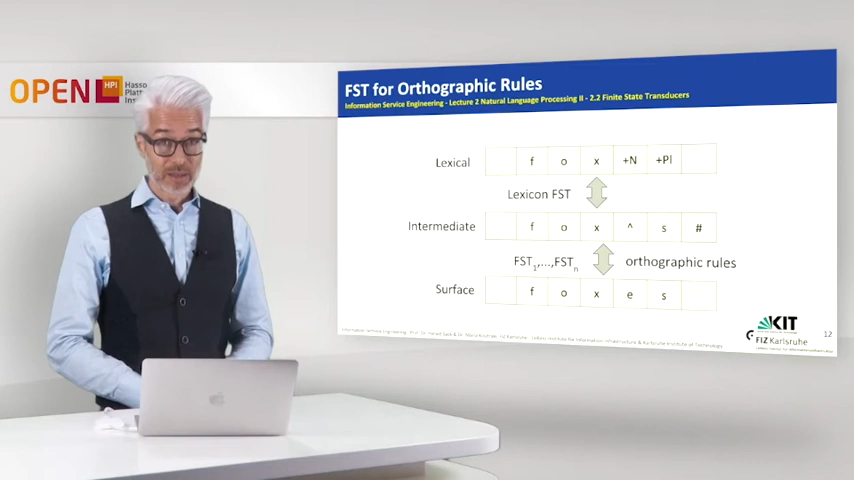 OPEN HPI Hasso
FST for Orthographic Rules
Information Service Engineering - Lecture 2 Natural Language Processing II - 2.2 Finite State Transducers
Lexical f o x +N +Pl
Lexicon FST
Intermediate f o x ^ s #
FST1,...,FSTn orthographic rules
Surface f o x e s
KIT
FIZ Karlsruhe
12